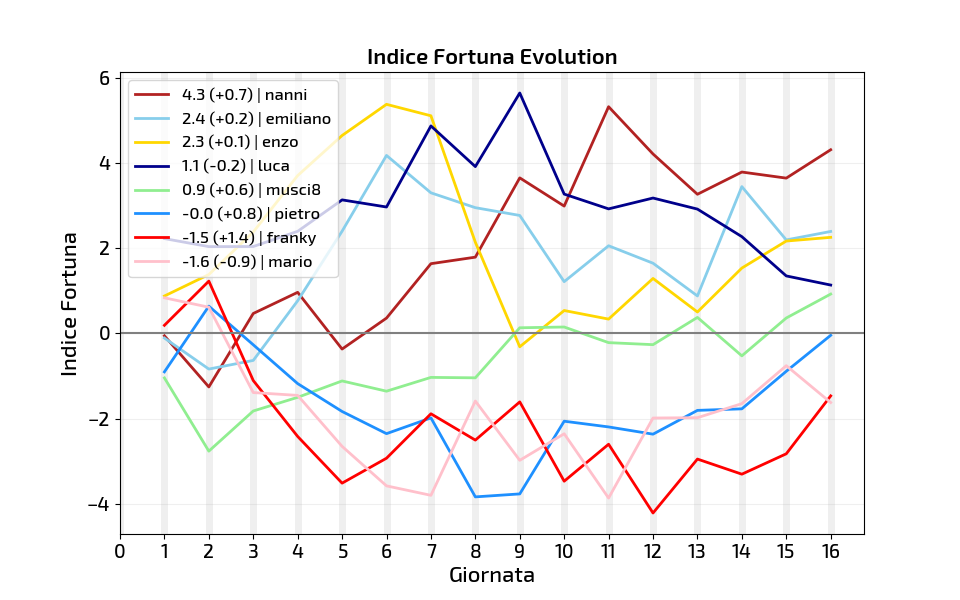 Indice Fortuna Evolution
6
4
2
0
−2
−4
Indice Fortuna
4.3 (+0.7) | nanni
2.4 (+0.2) | emiliano
2.3 (+0.1) | enzo
1.1 (-0.2) | luca
0.9 (+0.6) | musci8
-0.0 (+0.8) | pietro
-1.5 (+1.4) | franky
-1.6 (-0.9) | mario
0 1 2 3 4 5 6 7 8 9 10 11 12 13 14 15 16
Giornata